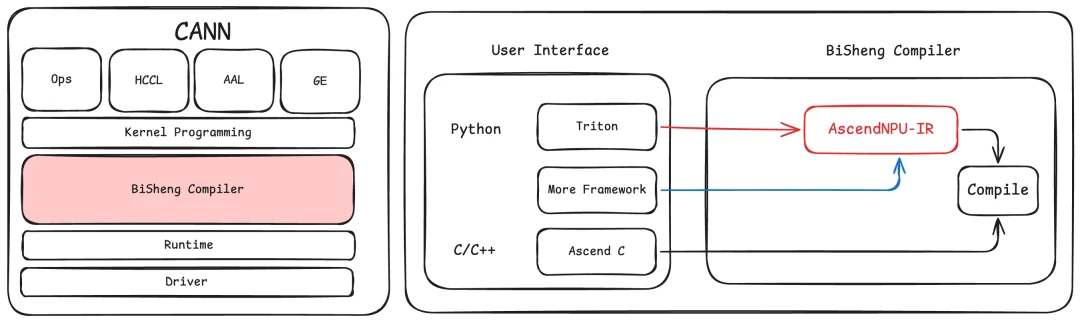 CANN
Ops
HCCL
AAL
GE
Kernel Programming
BiSheng Compiler
Runtime
Driver
User Interface
Python
Triton
More Framework
C/C++
Ascend C
BiSheng Compiler
AscendNPU-IR
Compile